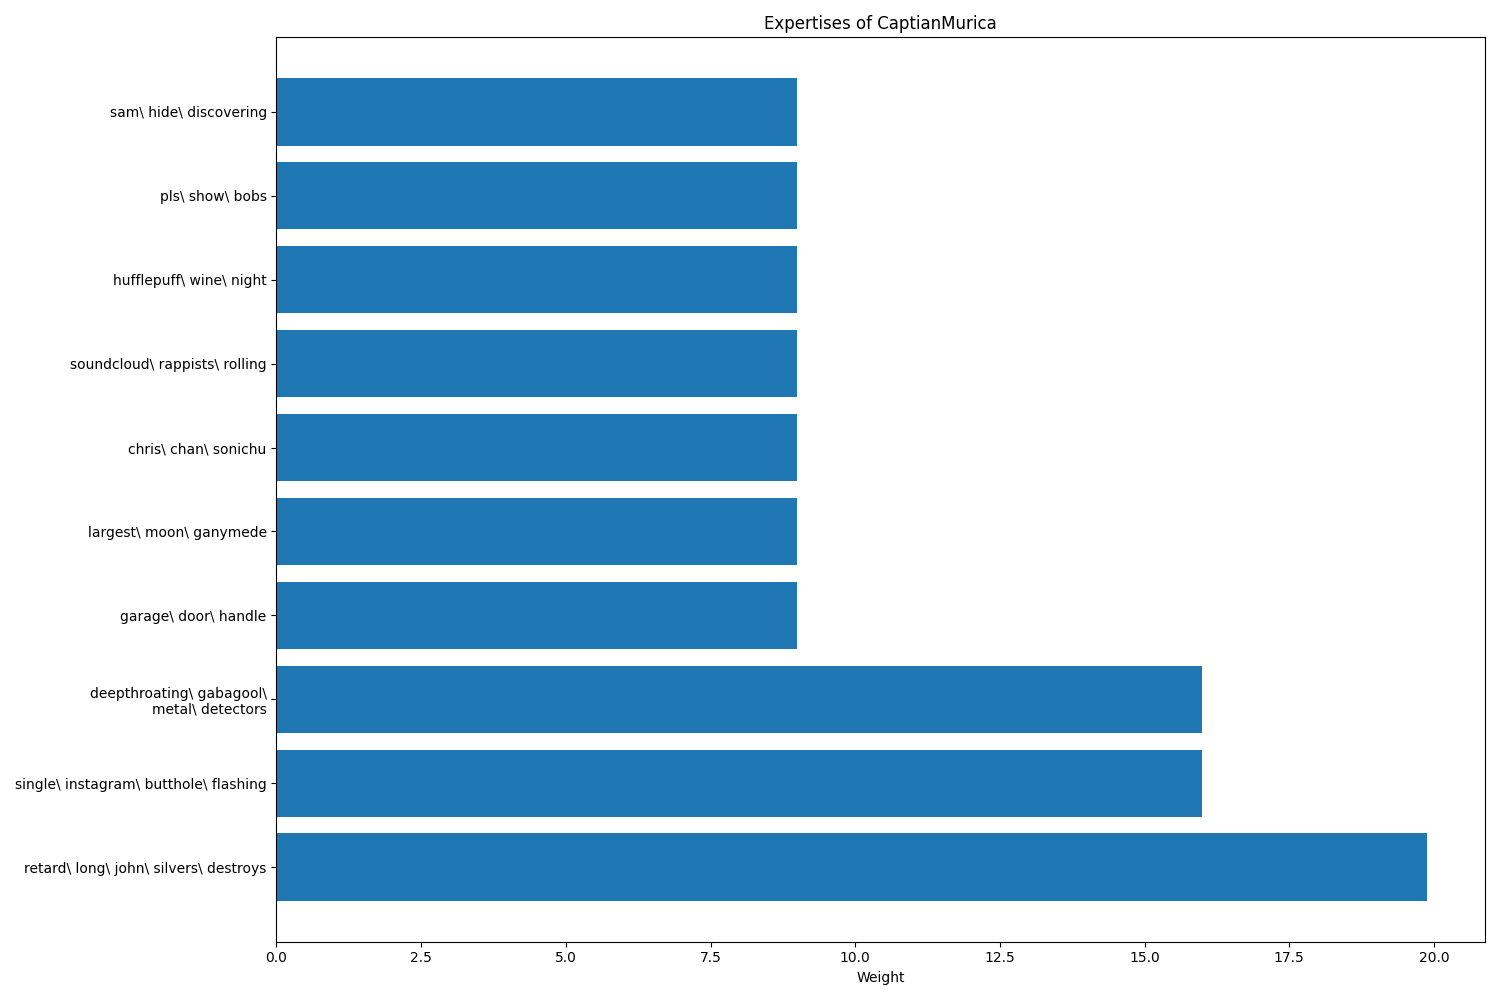 Expertises of CaptianMurica
sam\ hide\ discovering
pls\ show\ bobs
hufflepuff\ wine\ night
soundcloud\ rappists\ rolling
chris\ chan\ sonichu
largest\ moon\ ganymede
garage\ door\ handle
deepthroating\ gabagool\
metal\ detectors
single\ instagram\ butthole\ flashing
retard\ long\ john\ silvers\ destroys
0.0 2.5 5.0 7.5 10.0 12.5 15.0 17.5 20.0
Weight